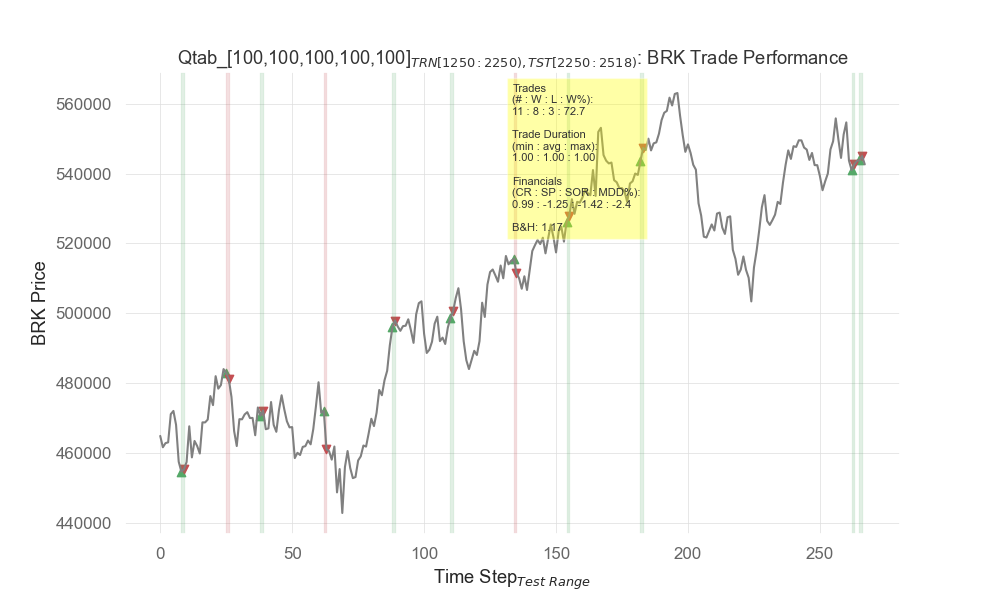 Qtab_[100,100,100,100,100]TRN[1250:2250),TST[2250:2518): BRK Trade Performance
Trades
(# : W : L : W%):
11 : 8 : 3 : 72.7
Trade Duration
(min : avg : max):
1.00 : 1.00 : 1.00
Financials
(CR : SP : SOR : MDD%):
0.99 : -1.25 : -1.42 : -2.4
B&H: 1.17
560000
540000
520000
500000
480000
460000
440000
BRK Price
0 50 100 150 200 250
Time StepTest Range